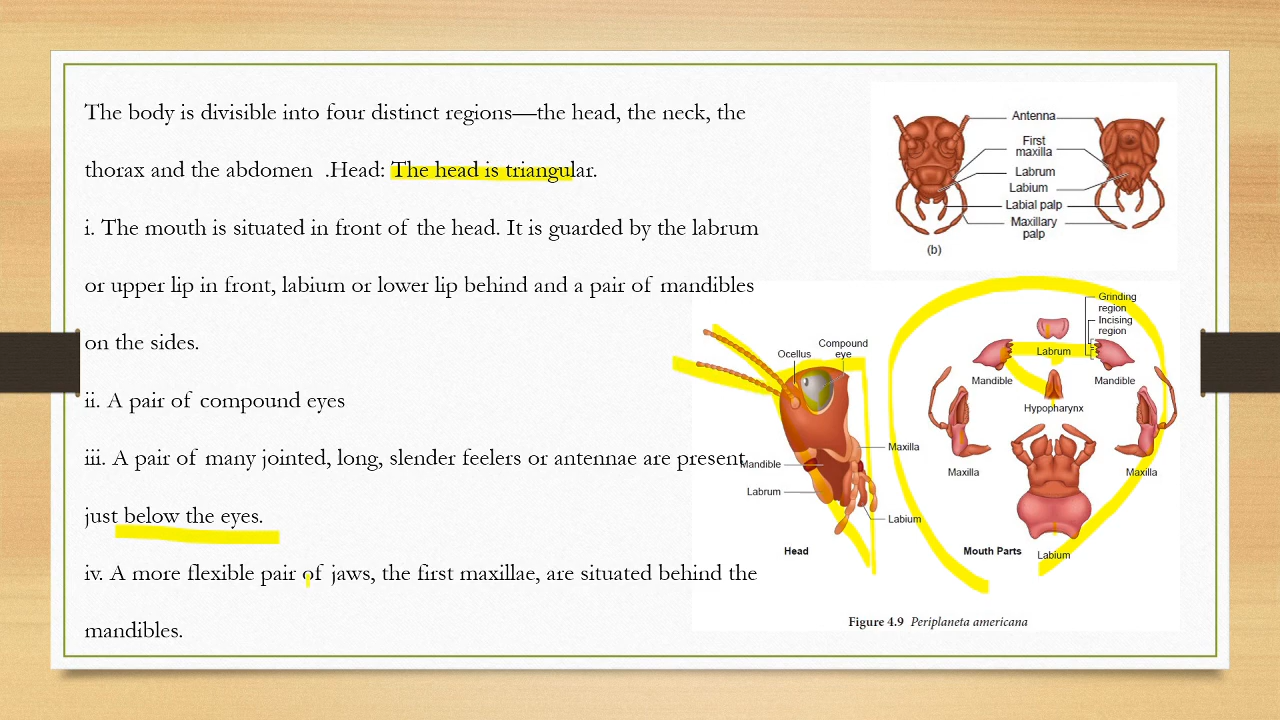 The body is divisible into four distinct regions—the head, the neck, the
thorax and the abdomen .Head: The head is triangular.
i. The mouth is situated in front of the head. It is guarded by the labrum
or upper lip in front, labium or lower lip behind and a pair of mandibles
on the sides.
ii. A pair of compound eyes
iii. A pair of many jointed, long, slender feelers or antennae are present
just below the eyes.
iv. A more flexible pair of jaws, the first maxillae, are situated behind the
mandibles.
Antenna
First
maxilla
Labrum
Labium
Labial palp
Maxillary
palp
(b)
Ocellus
Compound
eye
Maxilla
Mandible
Labrum
Labium
Head
Grinding
region
Incising
region
Labrum
Mandible
Mandible
Hypopharynx
Maxilla
Maxilla
Mouth Parts
Labium
Figure 4.9 Periplaneta americana